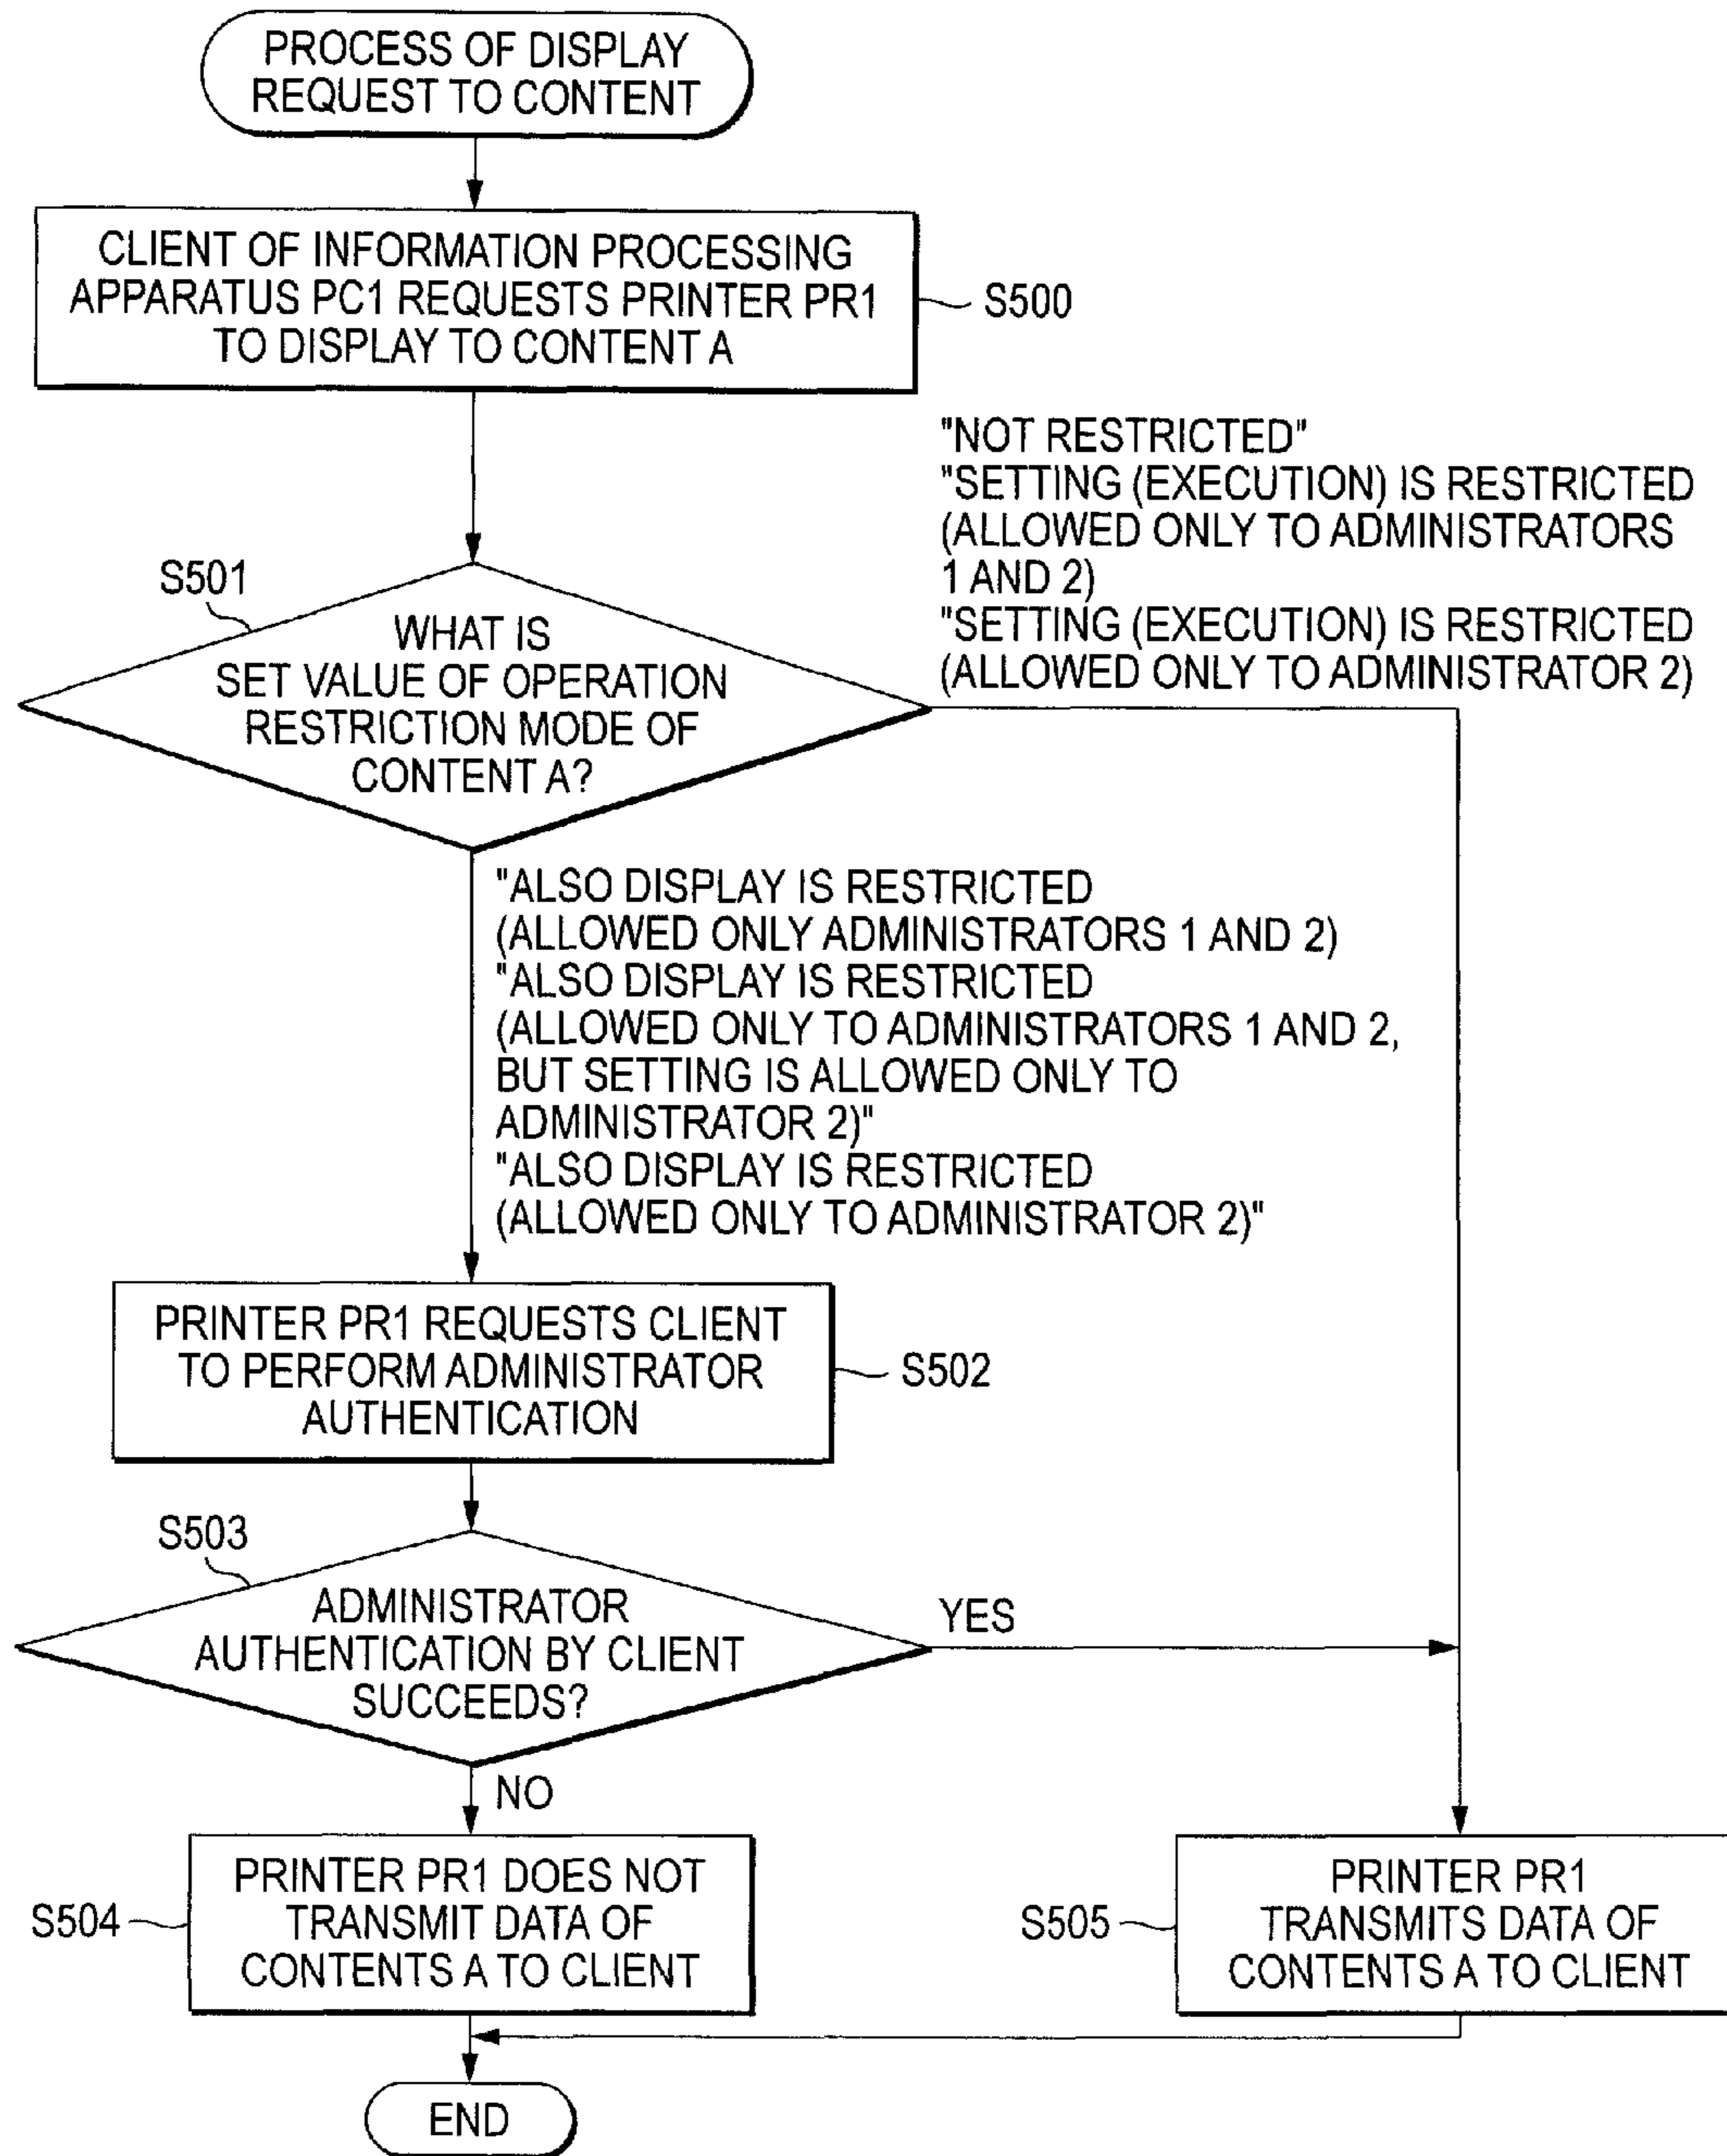 PROCESS OF DISPLAY
REQUEST TO CONTENT
CLIENT OF INFORMATION PROCESSING
APPARATUS PC1 REQUESTS PRINTER PR1
TO DISPLAY TO CONTENT A
S500
"NOT RESTRICTED"
"SETTING (EXECUTION) IS RESTRICTED
(ALLOWED ONLY TO ADMINISTRATORS
1 AND 2)
"SETTING (EXECUTION) IS RESTRICTED
(ALLOWED ONLY TO ADMINISTRATOR 2)
S501
WHAT IS
SET VALUE OF OPERATION
RESTRICTION MODE OF
CONTENT A?
"ALSO DISPLAY IS RESTRICTED
(ALLOWED ONLY ADMINISTRATORS 1 AND 2)
"ALSO DISPLAY IS RESTRICTED
(ALLOWED ONLY TO ADMINISTRATORS 1 AND 2,
BUT SETTING IS ALLOWED ONLY TO
ADMINISTRATOR 2)"
"ALSO DISPLAY IS RESTRICTED
(ALLOWED ONLY TO ADMINISTRATOR 2)"
PRINTER PR1 REQUESTS CLIENT
TO PERFORM ADMINISTRATOR
AUTHENTICATION
S502
S503
ADMINISTRATOR
AUTHENTICATION BY CLIENT
SUCCEEDS?
YES
NO
S504
PRINTER PR1 DOES NOT
TRANSMIT DATA OF
CONTENTS A TO CLIENT
S505
PRINTER PR1
TRANSMITS DATA OF
CONTENTS A TO CLIENT
END